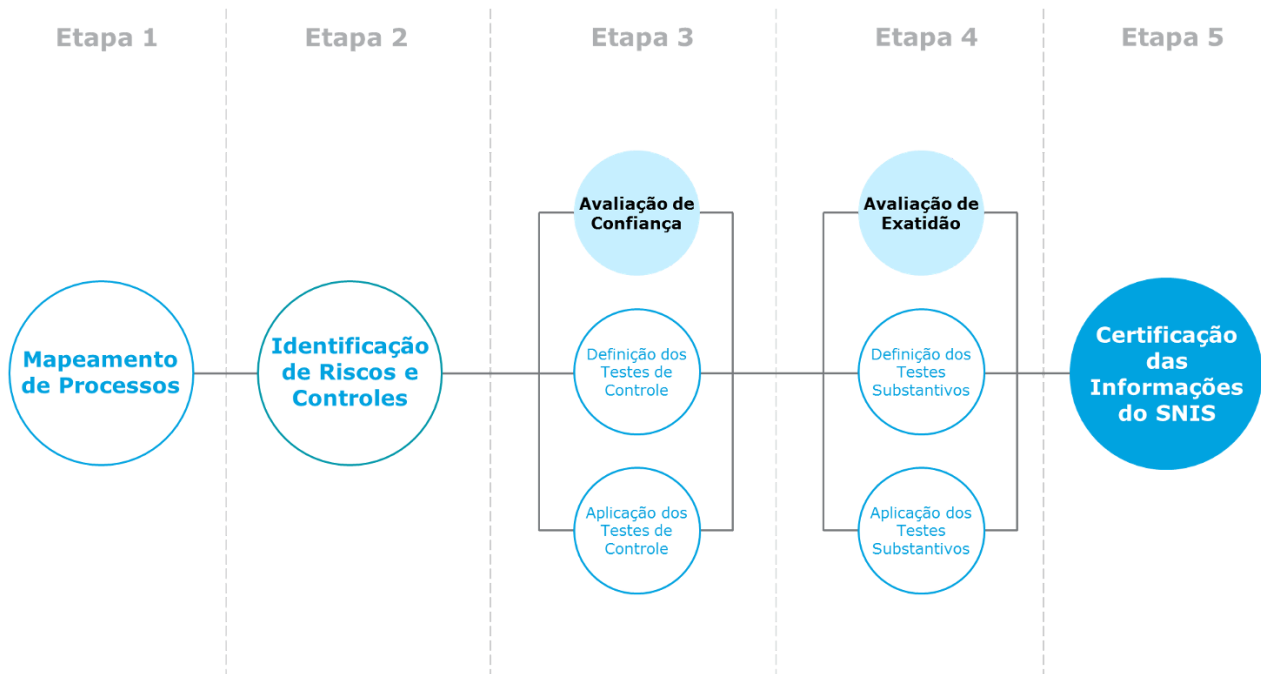 Etapa 1
Etapa 2
Etapa 3
Etapa 4
Etapa 5
Mapeamento
de Processos
Identificação
de Riscos e
Controles
Avaliação de
Confiança
Definição dos
Testes de
Controle
Aplicação dos
Testes de
Controle
Avaliação de
Exatidão
Definição dos
Testes
Substantivos
Aplicação dos
Testes
Substantivos
Certificação
das
Informações
do SNIS